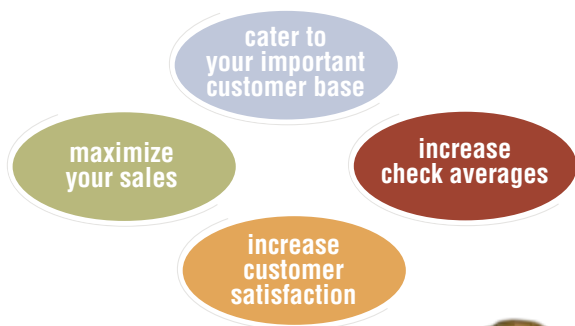 cater to
your important
customer base
maximize
your sales
increase
check averages
increase
customer
satisfaction